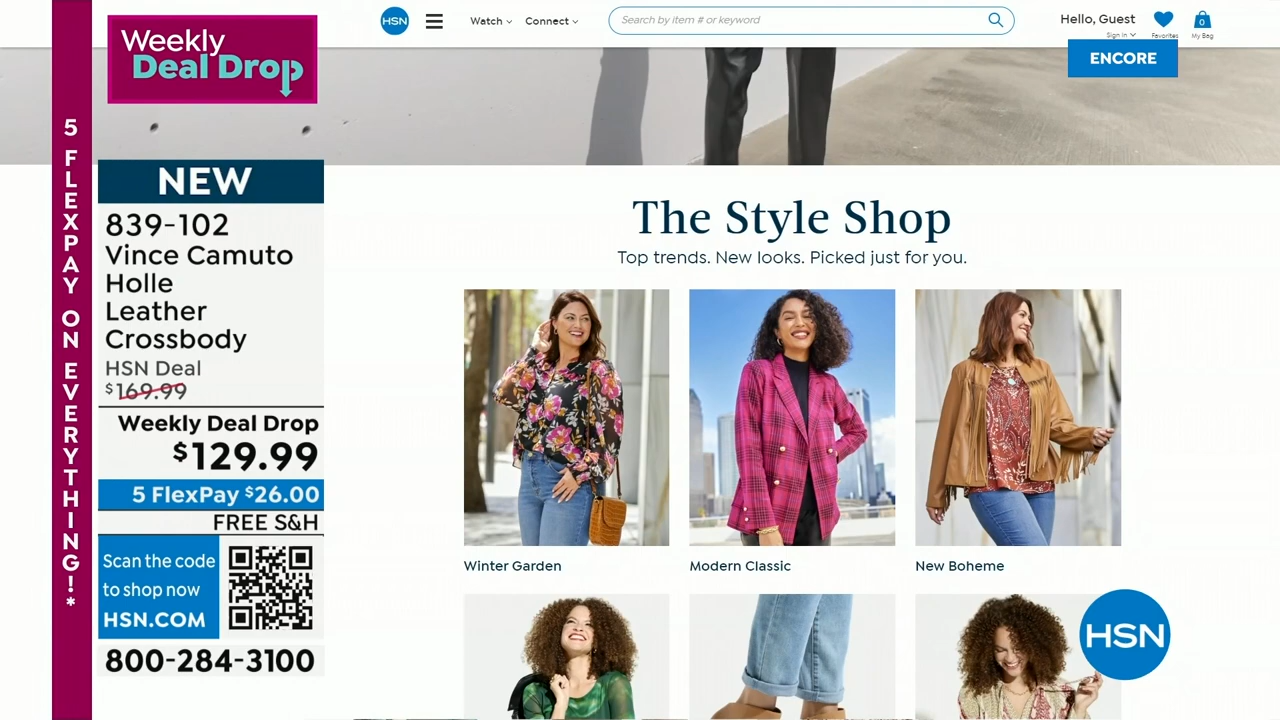 Weekly
Deal Drop
5 FLEXPAY ON EVERYTHING!*
NEW
839-102
Vince Camuto
Holle
Leather
Crossbody
HSN Deal
$169.99
Weekly Deal Drop
$129.99
5 FlexPay $26.00
FREE S&H
Scan the code
to shop now
HSN.COM
800-284-3100
HSN
Watch
Connect
Search by item # or keyword
Hello, Guest
Sign In
Favorites
0
My Bag
ENCORE
The Style Shop
Top trends. New looks. Picked just for you.
Winter Garden
Modern Classic
New Boheme
HSN